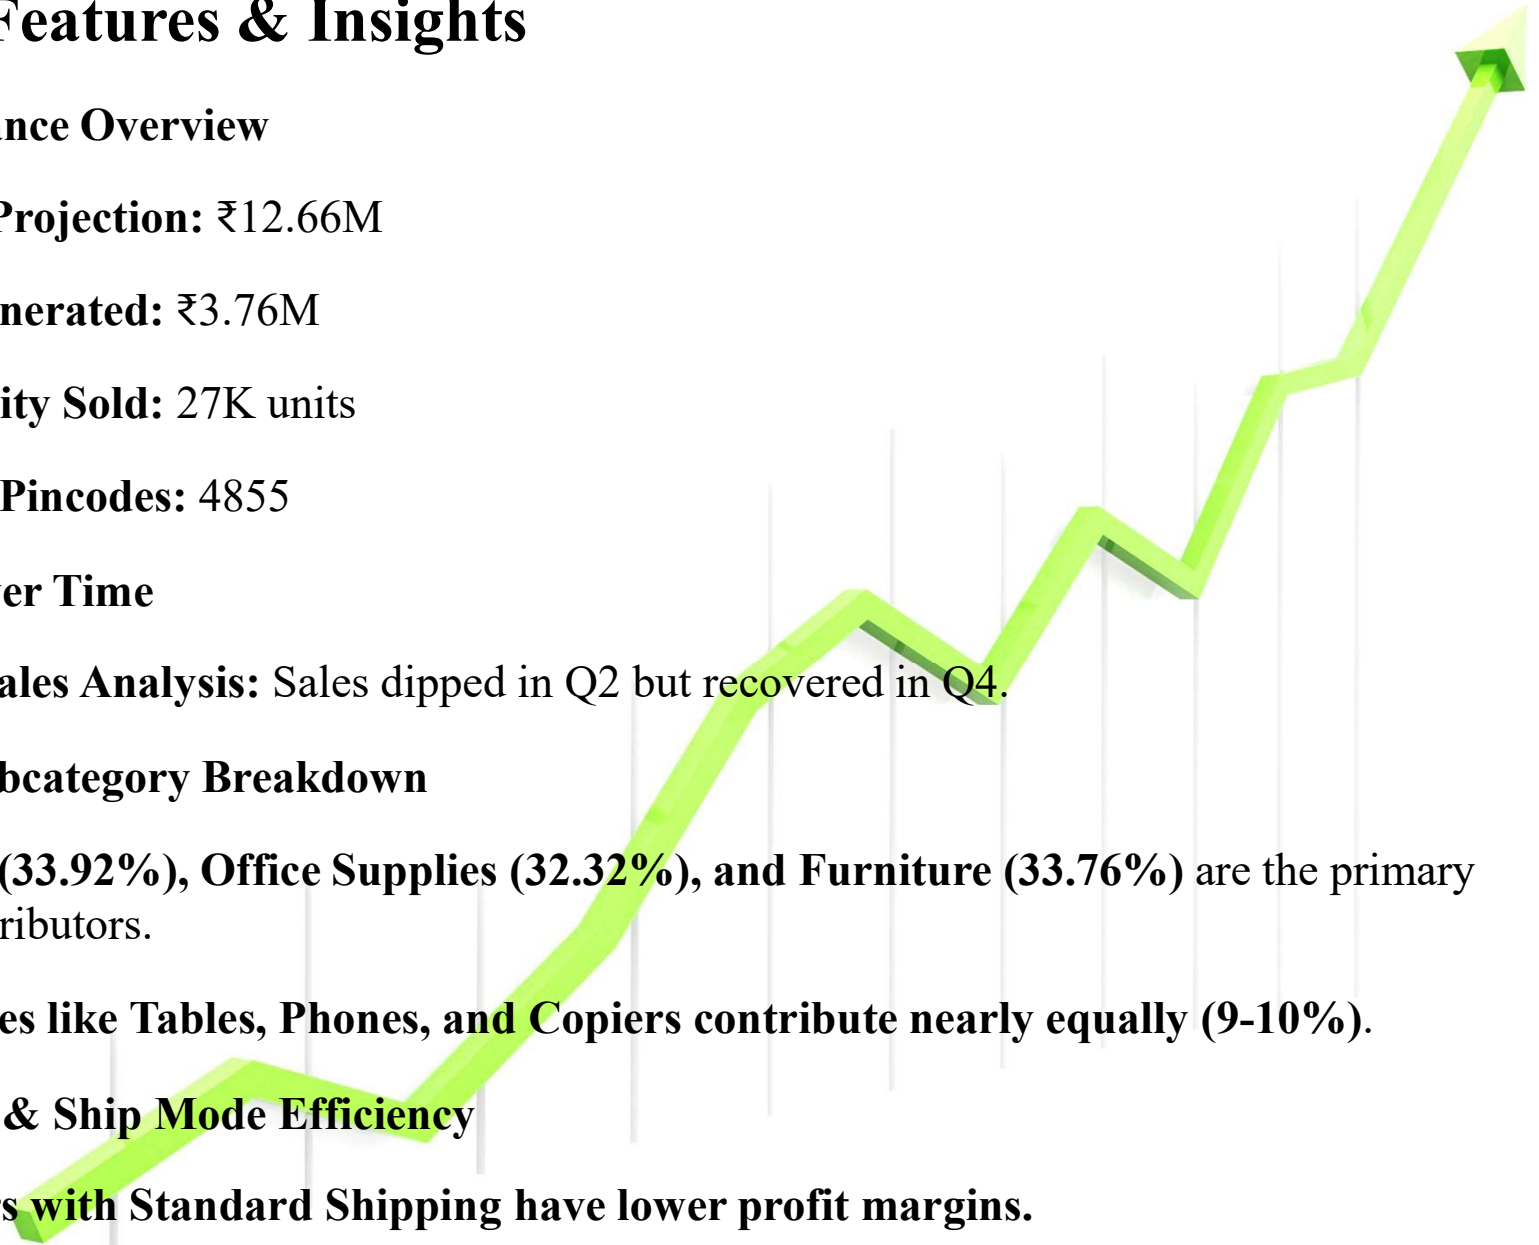 Features & Insights
ance Overview
Projection: ₹12.66M
nerated: ₹3.76M
ity Sold: 27K units
Pincodes: 4855
er Time
ales Analysis: Sales dipped in Q2 but recovered in Q4.
bcategory Breakdown
(33.92%), Office Supplies (32.32%), and Furniture (33.76%) are the primary
ributors.
es like Tables, Phones, and Copiers contribute nearly equally (9-10%).
& Ship Mode Efficiency
s with Standard Shipping have lower profit margins.